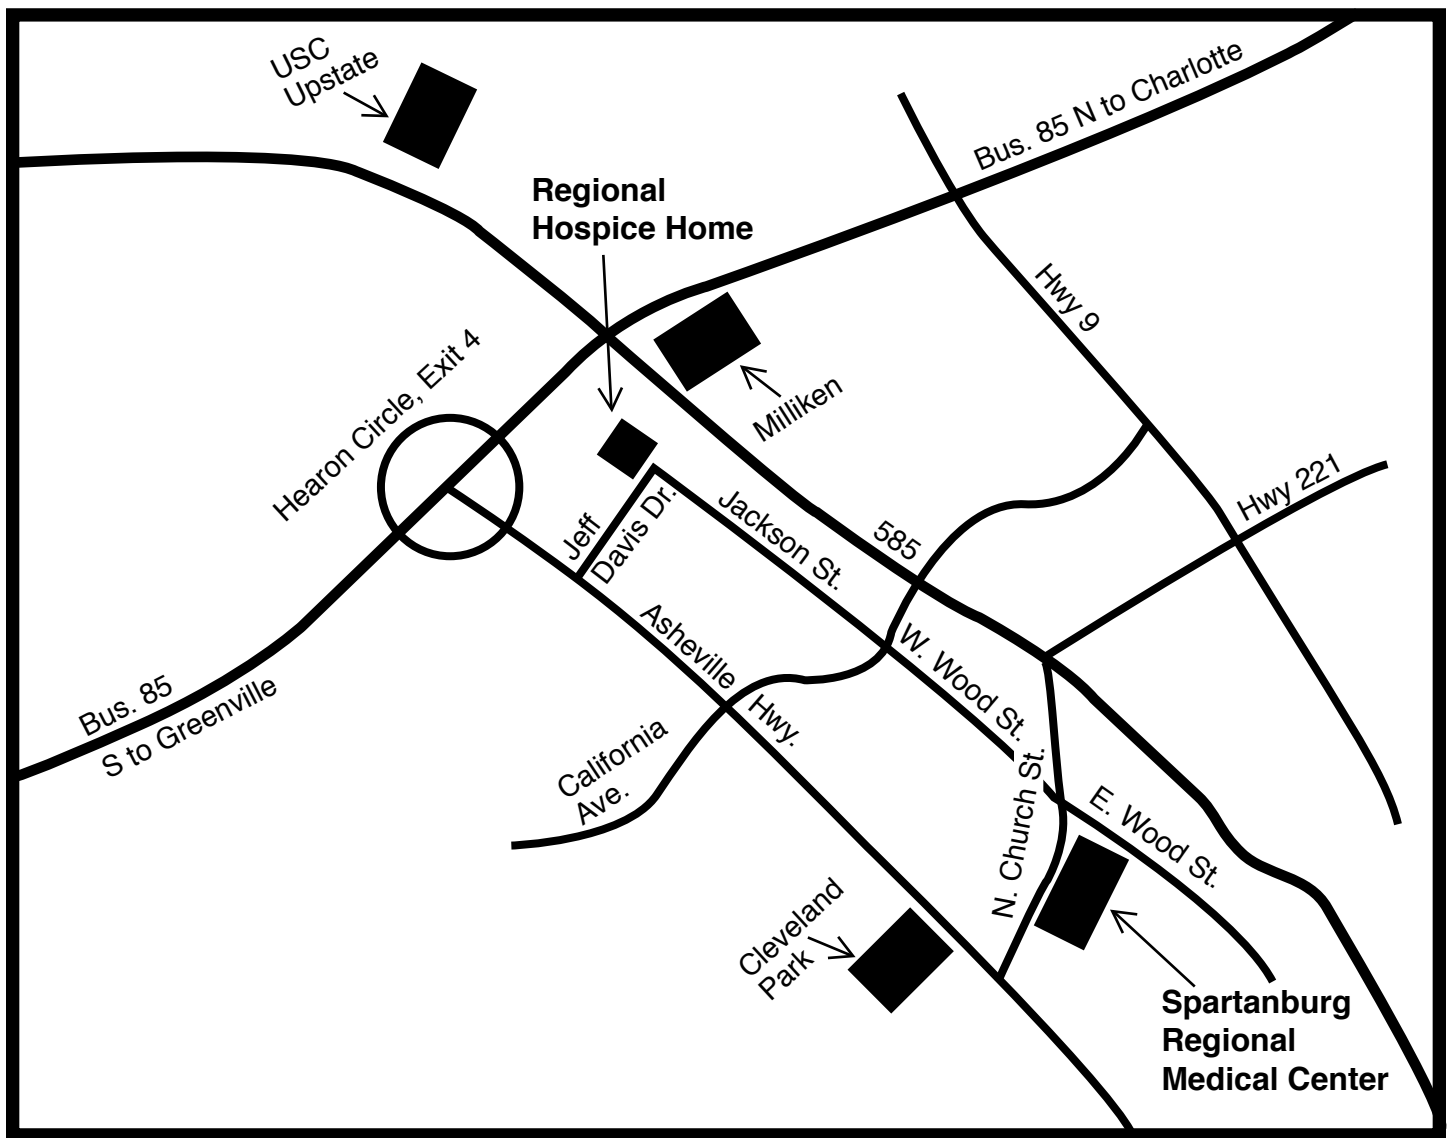 USC
Upstate
Bus. 85 N to Charlotte
Regional
Hospice Home
Hwy 9
Hearon Circle, Exit 4
Milliken
Hwy 221
Jeff
Davis Dr.
Jackson St.
585
Asheville
Hwy.
W. Wood St.
Bus. 85
S to Greenville
California
Ave.
N. Church St.
E. Wood St.
Cleveland
Park
Spartanburg
Regional
Medical Center